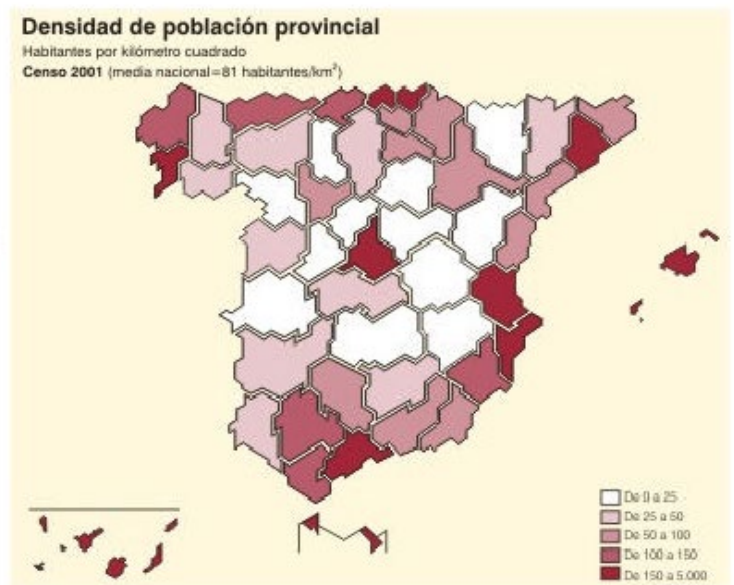 Densidad de población provincial
Habitantes por kilómetro cuadrado
Censo 2001 (media nacional=81 habitantes/km²)
De 0 a 25
De 25 a 50
De 50 a 100
De 100 a 150
De 150 a 5.000